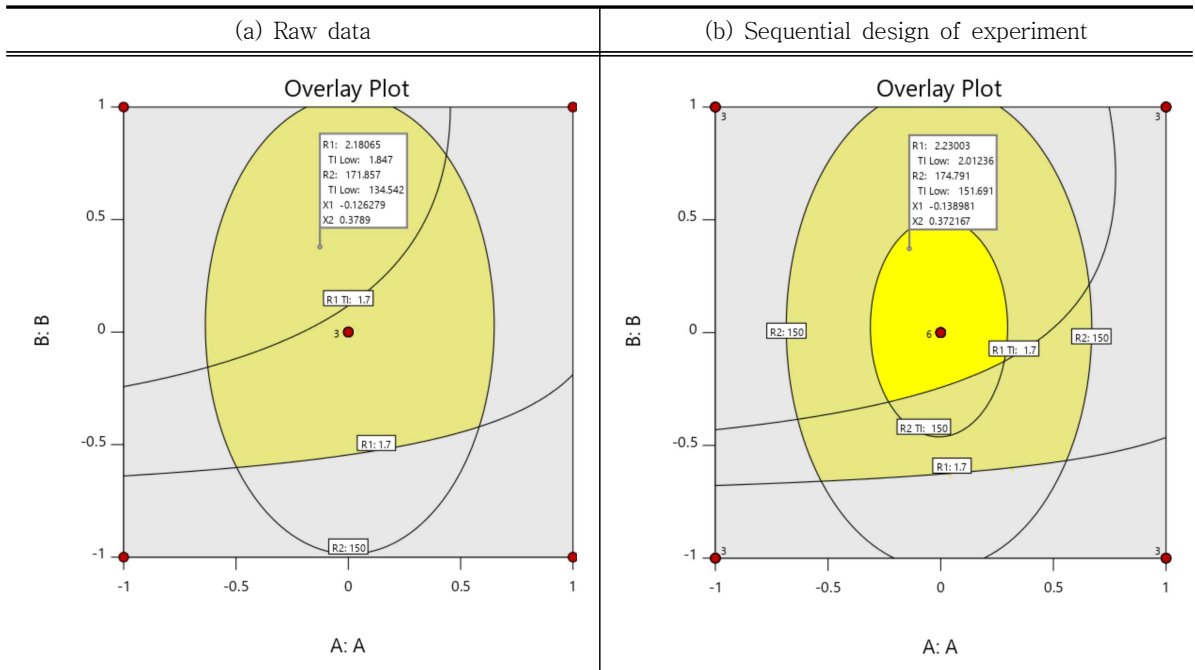 (a) Raw data
(b) Sequential design of experiment
Overlay Plot
1
0.5
0
-0.5
-1
B: B
R1: 2.18065
TI Low: 1.847
R2: 171.857
TI Low: 134.542
X1 -0.126279
X2 0.3789
R1 TI: 1.7
3
R1: 1.7
R2: 150
-1
-0.5
0
0.5
1
A: A
Overlay Plot
1
0.5
0
-0.5
-1
B: B
3
3
R1: 2.23003
TI Low: 2.01236
R2: 174.791
TI Low: 151.691
X1 -0.138981
X2 0.372167
R2: 150
6
R2: 150
R1 TI: 1.7
R2 TI: 150
R1: 1.7
3
3
-1
-0.5
0
0.5
1
A: A